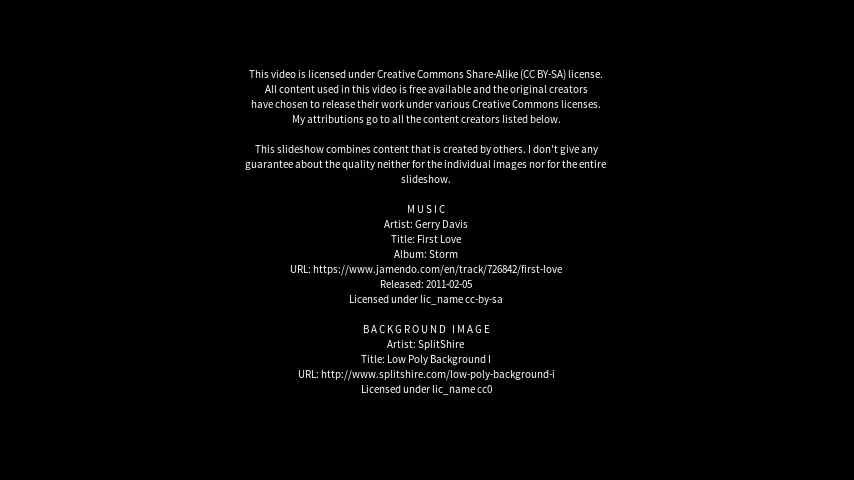 This video is licensed under Creative Commons Share-Alike (CC BY-SA) license.
All content used in this video is free available and the original creators
have chosen to release their work under various Creative Commons licenses.
My attributions go to all the content creators listed below.
This slideshow combines content that is created by others. I don't give any
guarantee about the quality neither for the individual images nor for the entire
slideshow.
MUSIC
Artist: Gerry Davis
Title: First Love
Album: Storm
URL: https://www.jamendo.com/en/track/726842/first-love
Released: 2011-02-05
Licensed under lic_name cc-by-sa
BACKGROUND IMAGE
Artist: SplitShire
Title: Low Poly Background I
URL: http://www.splitshire.com/low-poly-background-i
Licensed under lic_name cc0